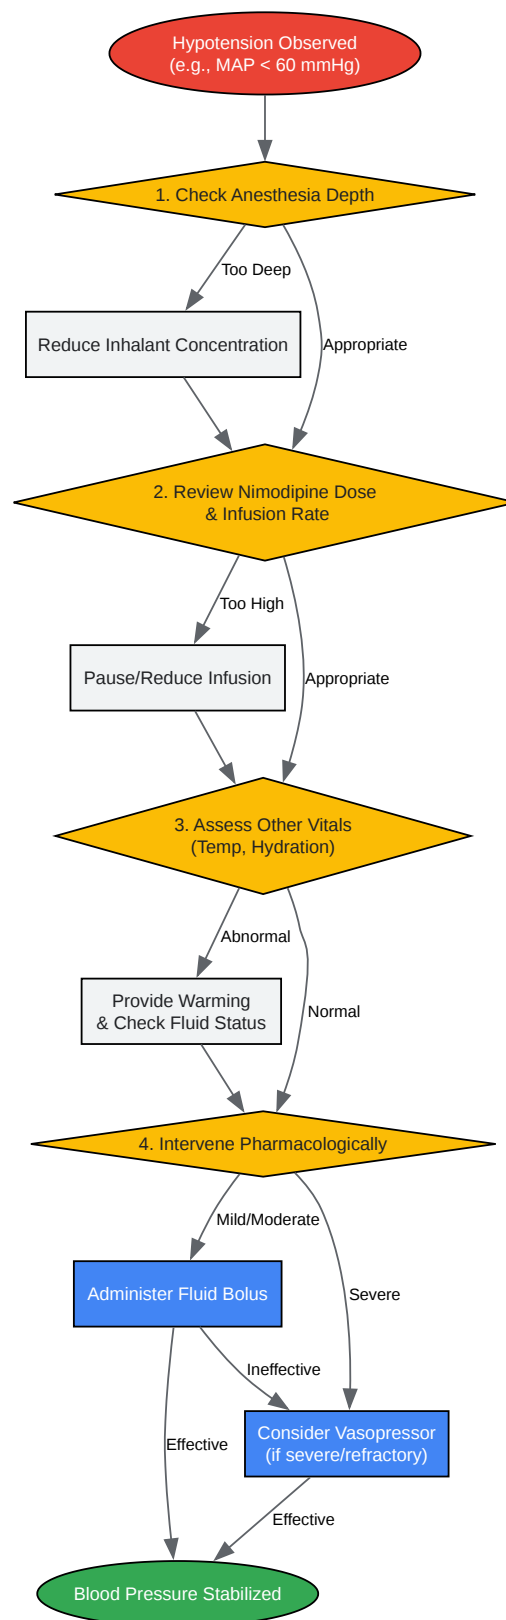 Hypotension Observed
(e.g., MAP < 60 mmHg)
1. Check Anesthesia Depth
Too Deep
Reduce Inhalant Concentration
Appropriate
2. Review Nimodipine Dose
& Infusion Rate
Too High
Pause/Reduce Infusion
Appropriate
3. Assess Other Vitals
(Temp, Hydration)
Abnormal
Provide Warming
& Check Fluid Status
Normal
4. Intervene Pharmacologically
Mild/Moderate
Administer Fluid Bolus
Severe
Ineffective
Consider Vasopressor
(if severe/refractory)
Effective
Effective
Blood Pressure Stabilized